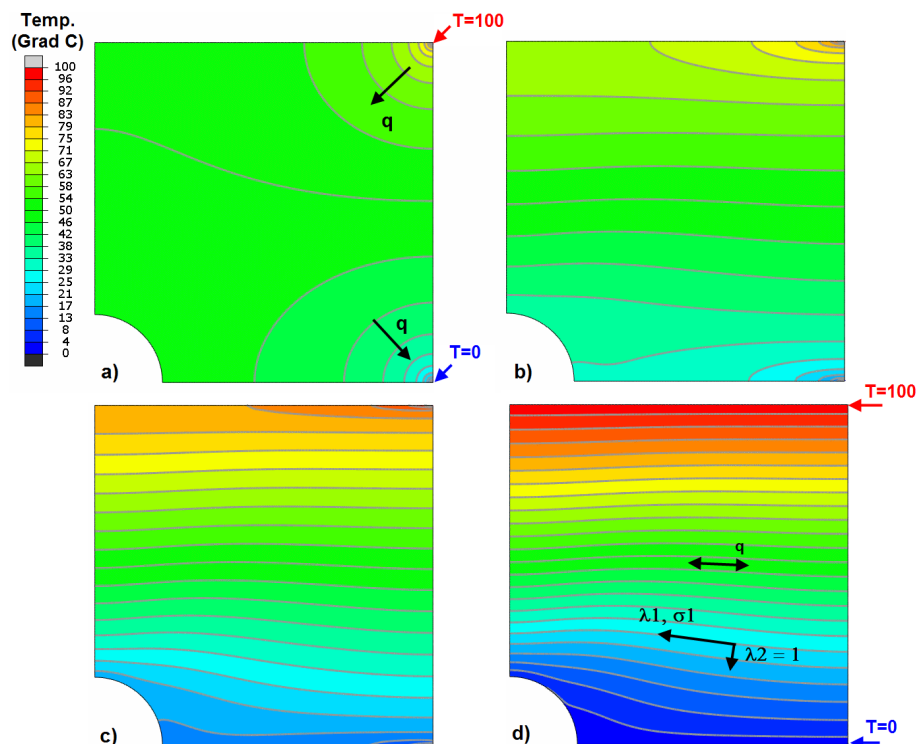 Temp.
(Grad C)
100
96
92
87
83
79
75
71
67
63
58
54
50
46
42
38
33
29
25
21
17
13
8
4
0
T=100
q
q
T=0
a)
b)
c)
T=100
q
λ1, σ1
λ2 = 1
d)
T=0